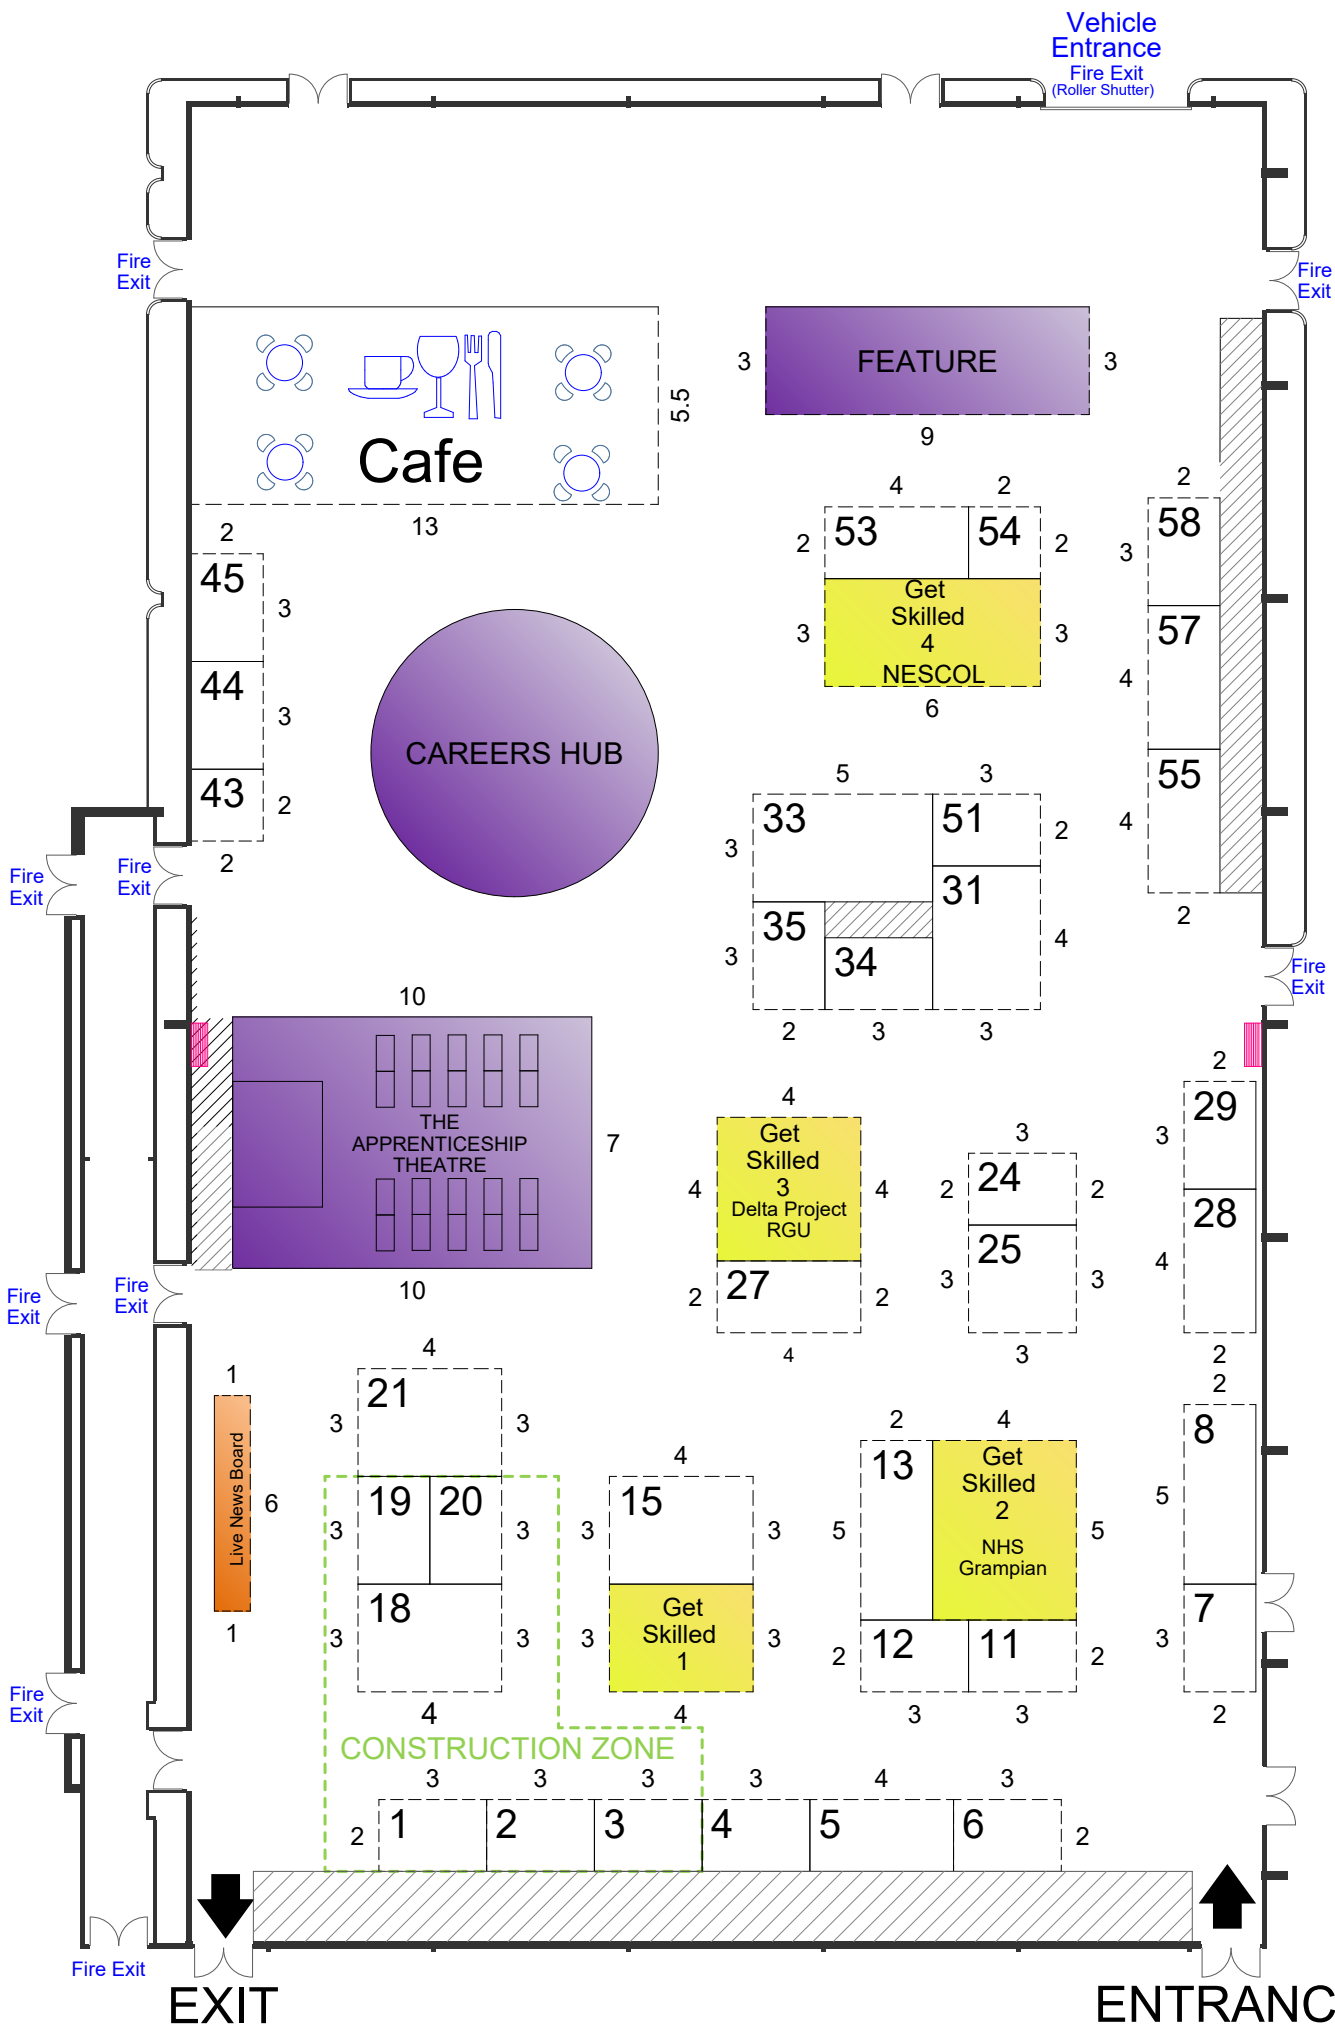 Vehicle
Entrance
Fire Exit
(Roller Shutter)
Fire
Exit
Fire
Exit
3
FEATURE
3
9
5.5
Cafe
13
4
2
2
53
54
2
2
58
3
2
45
3
Get
Skilled
4
NESCOL
3
3
6
57
4
44
3
CAREERS HUB
43
2
2
55
4
2
5
3
33
51
3
2
31
4
35
3
34
2
3
3
Fire
Exit
Fire
Exit
Fire
Exit
10
THE
APPRENTICESHIP
THEATRE
7
10
2
29
3
28
4
2
4
Get
Skilled
3
Delta Project
RGU
4
4
27
2
2
4
3
24
2
2
25
3
3
3
Fire
Exit
Fire
Exit
1
Live News Board
6
1
4
21
3
3
19
20
3
3
18
3
3
4
4
15
3
3
Get
Skilled
1
3
3
4
2
4
13
Get
Skilled
2
NHS
Grampian
5
5
12
11
2
2
3
3
2
8
5
7
3
2
Fire
Exit
CONSTRUCTION ZONE
3
3
3
3
4
3
2
1
2
3
4
5
6
2
Fire Exit
EXIT
ENTRANC